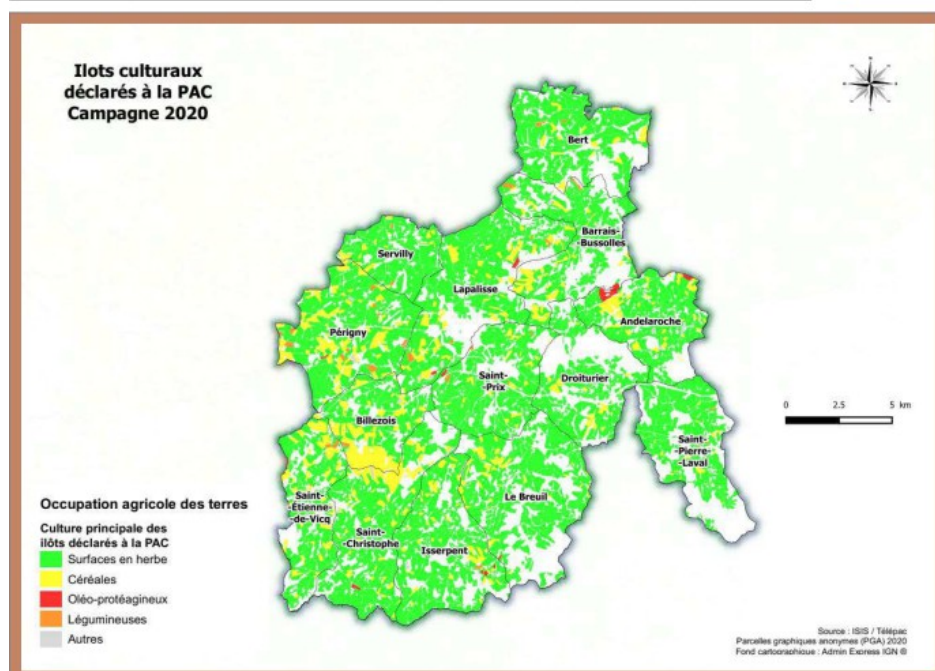 Ilots culturaux
déclarés à la PAC
Campagne 2020
Bert
Barrais-
-Bussolles
Servilly
Lapalisse
Andelaroche
Périgny
Saint-
-Prix
Droiturier
0 2.5 5 km
Billezois
Saint-
-Pierre-
-Laval
Saint-
-Étienne-
-de-Vicq
Le Breuil
Saint-
-Christophe
Isserpent
Occupation agricole des terres
Culture principale des
ilôts déclarés à la PAC
Surfaces en herbe
Céréales
Oléo-protéagineux
Légumineuses
Autres
Source : ISIS / Télépac
Parcelles graphiques anonymes (PGA) 2020
Fond cartographique : Admin Express IGN ®